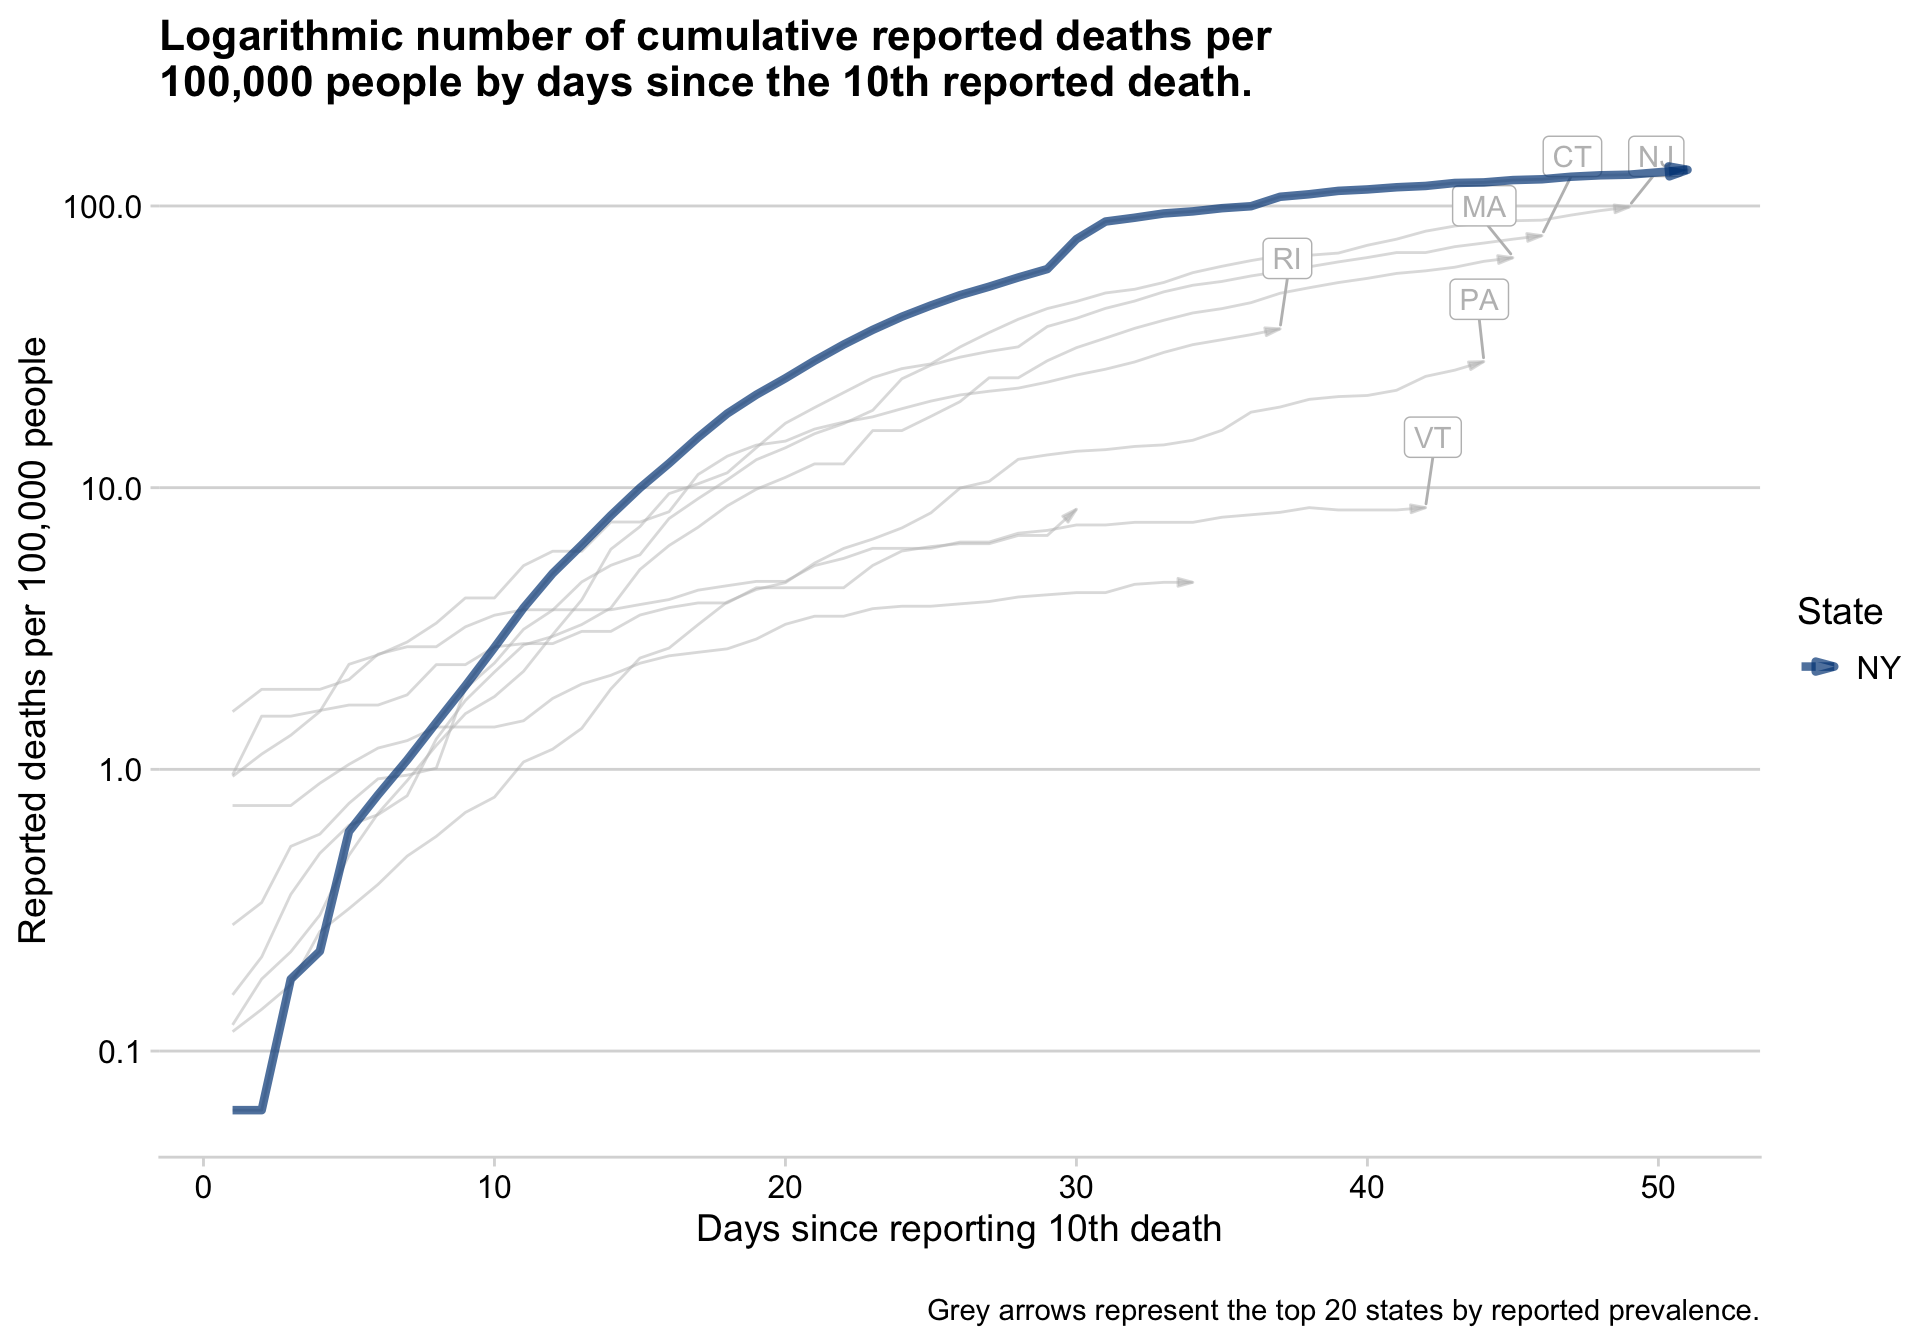 Logarithmic number of cumulative reported deaths per
100,000 people by days since the 10th reported death.
CT
NJ
100.0
MA
RI
PA
VT
10.0
1.0
0.1
Reported deaths per 100,000 people
State
NY
0
10
20
30
40
50
Days since reporting 10th death
Grey arrows represent the top 20 states by reported prevalence.